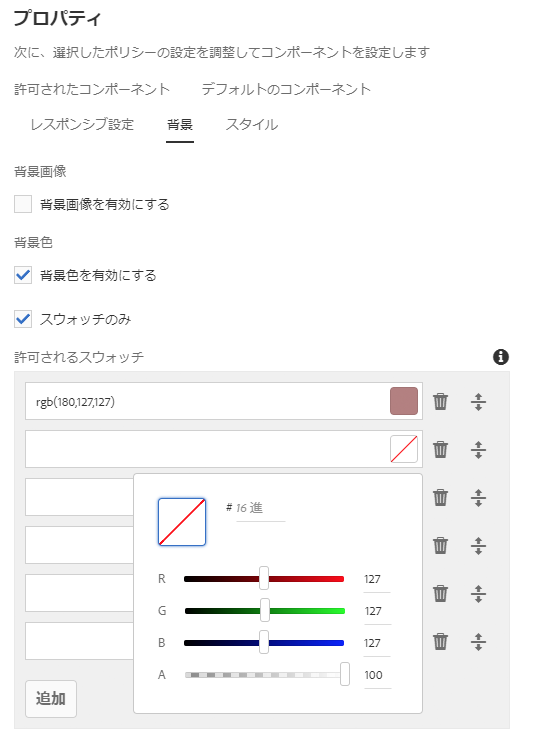 プロパティ
次に、選択したポリシーの設定を調整してコンポーネントを設定します
許可されたコンポーネント デフォルトのコンポーネント
レスポンシブ設定 背景 スタイル
背景画像
背景画像を有効にする
背景色
背景色を有効にする
スウォッチのみ
許可されるスウォッチ
rgb(180,127,127)
# 16 進
R 127
G 127
B 127
A 100
追加